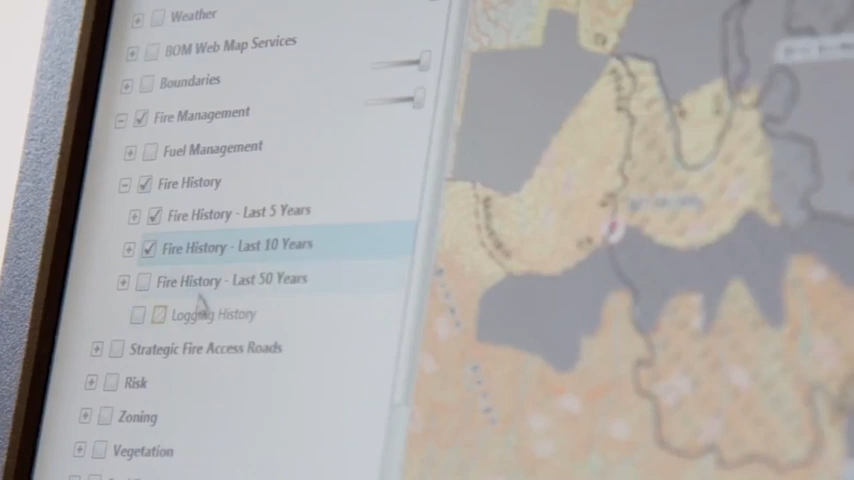 Weather
BOM Web Map Services
Boundaries
Fire Management
Fuel Management
Fire History
Fire History - Last 5 Years
Fire History - Last 10 Years
Fire History - Last 50 Years
Logging History
Strategic Fire Access Roads
Risk
Zoning
Vegetation